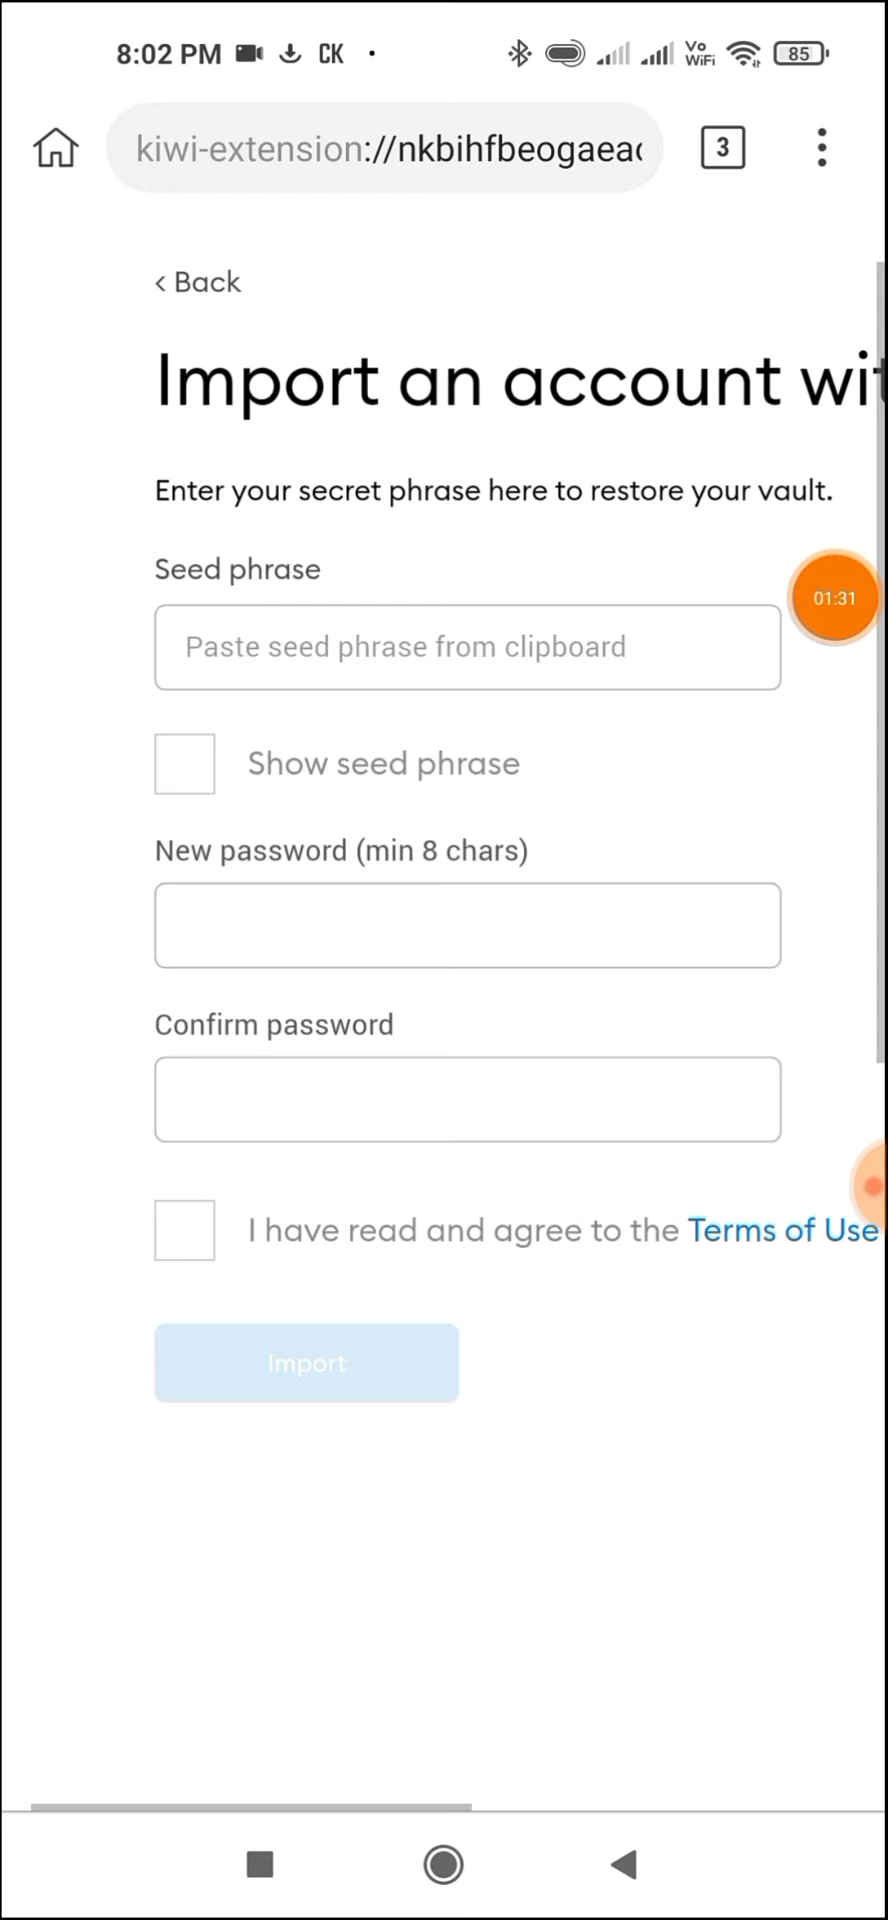 8:02 PM CK
Vo WiFi 85
kiwi-extension://nkbihfbeogaea
3
< Back
Import an account wit
Enter your secret phrase here to restore your vault.
Seed phrase
01:31
Paste seed phrase from clipboard
Show seed phrase
New password (min 8 chars)
Confirm password
I have read and agree to the Terms of Use
Import